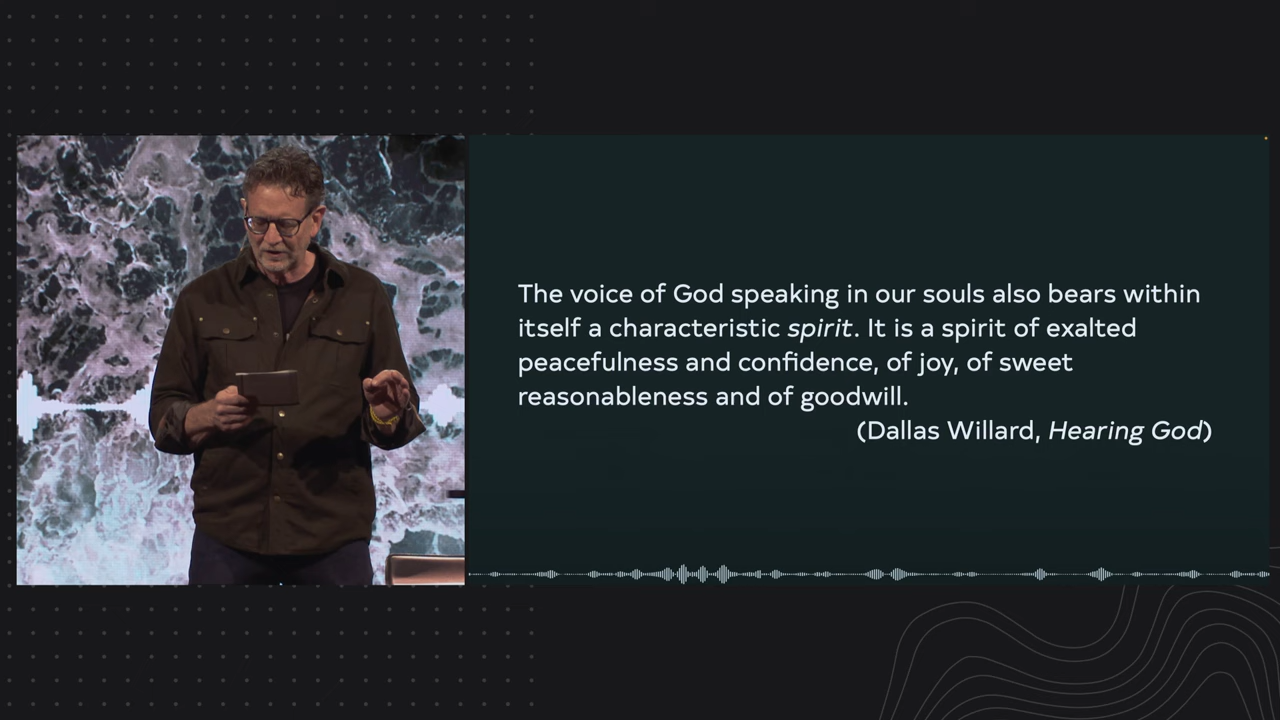 The voice of God speaking in our souls also bears within
itself a characteristic spirit. It is a spirit of exalted
peacefulness and confidence, of joy, of sweet
reasonableness and of goodwill.
(Dallas Willard, Hearing God)